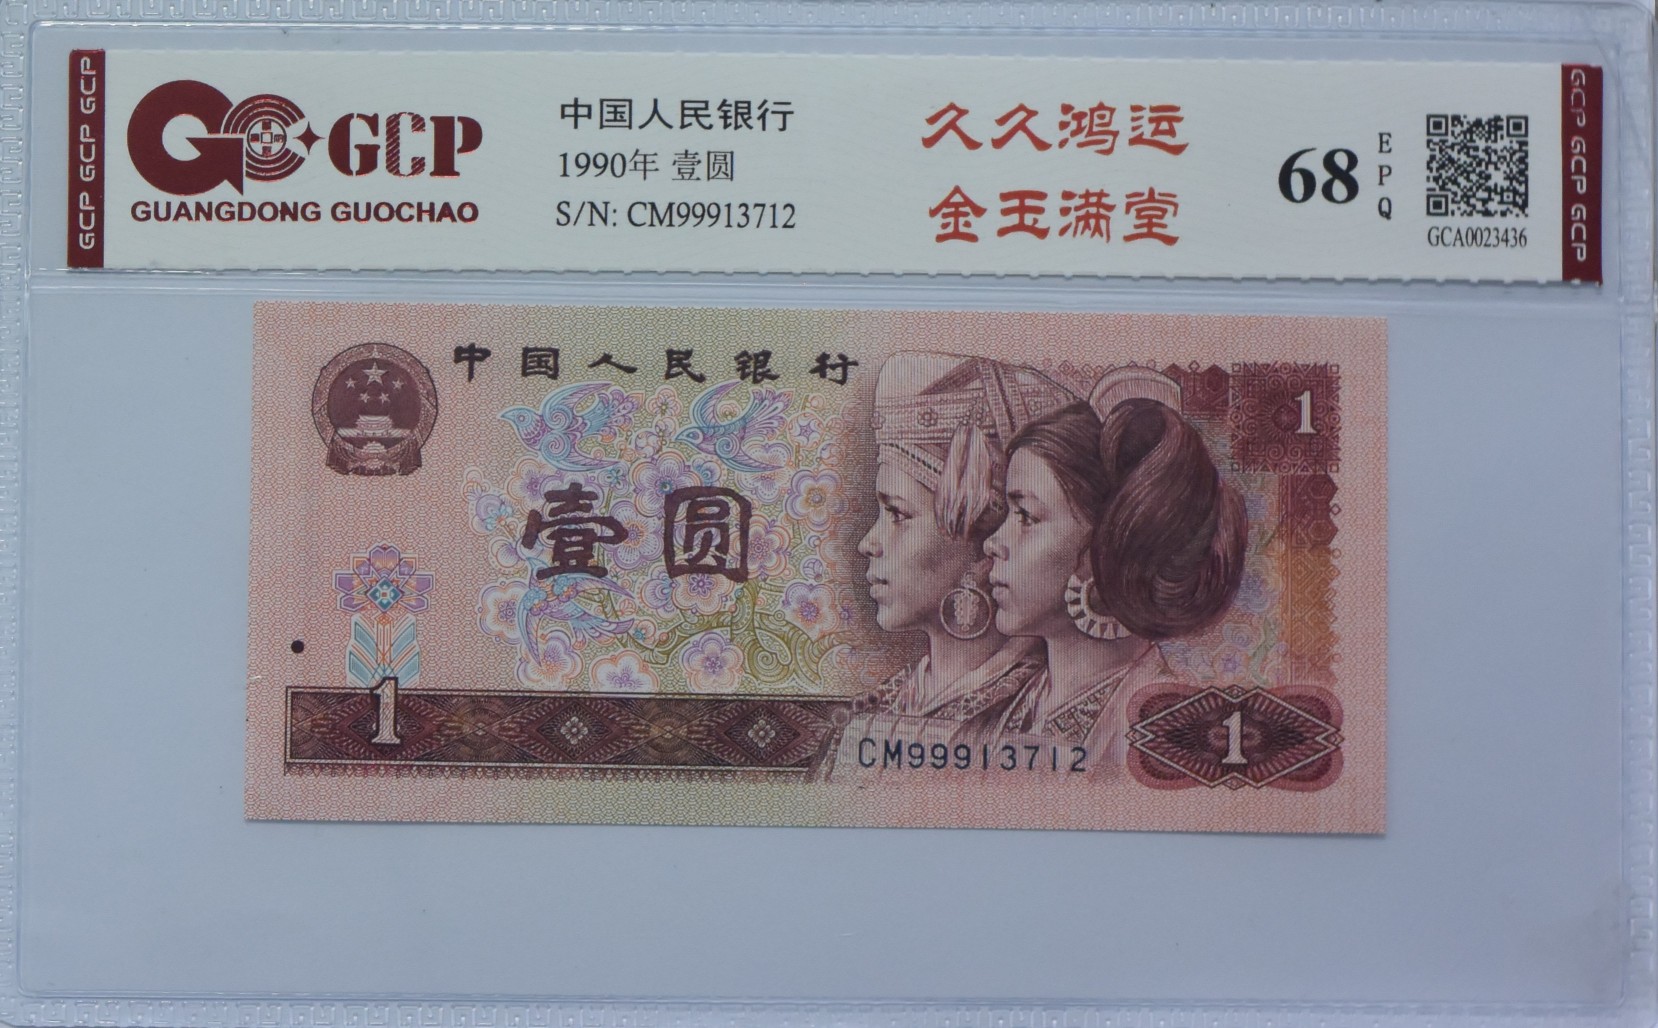 GCP GCP GCP
GCP
GUANGDONG GUOCHAO
中国人民银行
1990年 壹圆
S/N: CM99913712
久久鸿运
金玉满堂
68
EPQ
GCA0023436
GCP GCP GCP
中国人民银行
1
壹圆
1
CM99913712
1